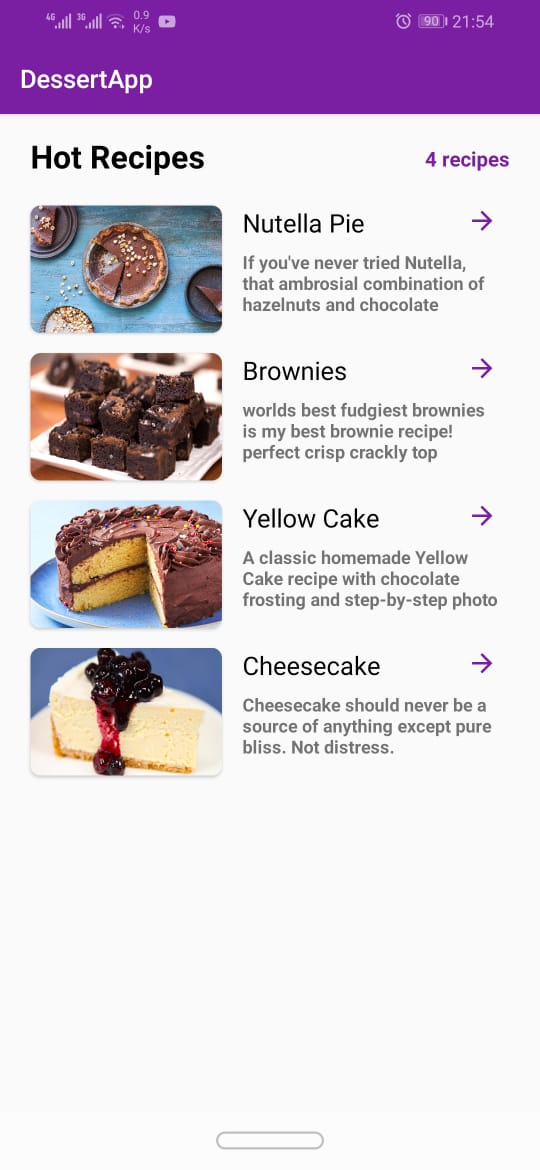 4G 3G 0.9 K/s 90 21:54
DessertApp
Hot Recipes
4 recipes
Nutella Pie
If you've never tried Nutella,
that ambrosial combination of
hazelnuts and chocolate
Brownies
worlds best fudgiest brownies
is my best brownie recipe!
perfect crisp crackly top
Yellow Cake
A classic homemade Yellow
Cake recipe with chocolate
frosting and step-by-step photo
Cheesecake
Cheesecake should never be a
source of anything except pure
bliss. Not distress.